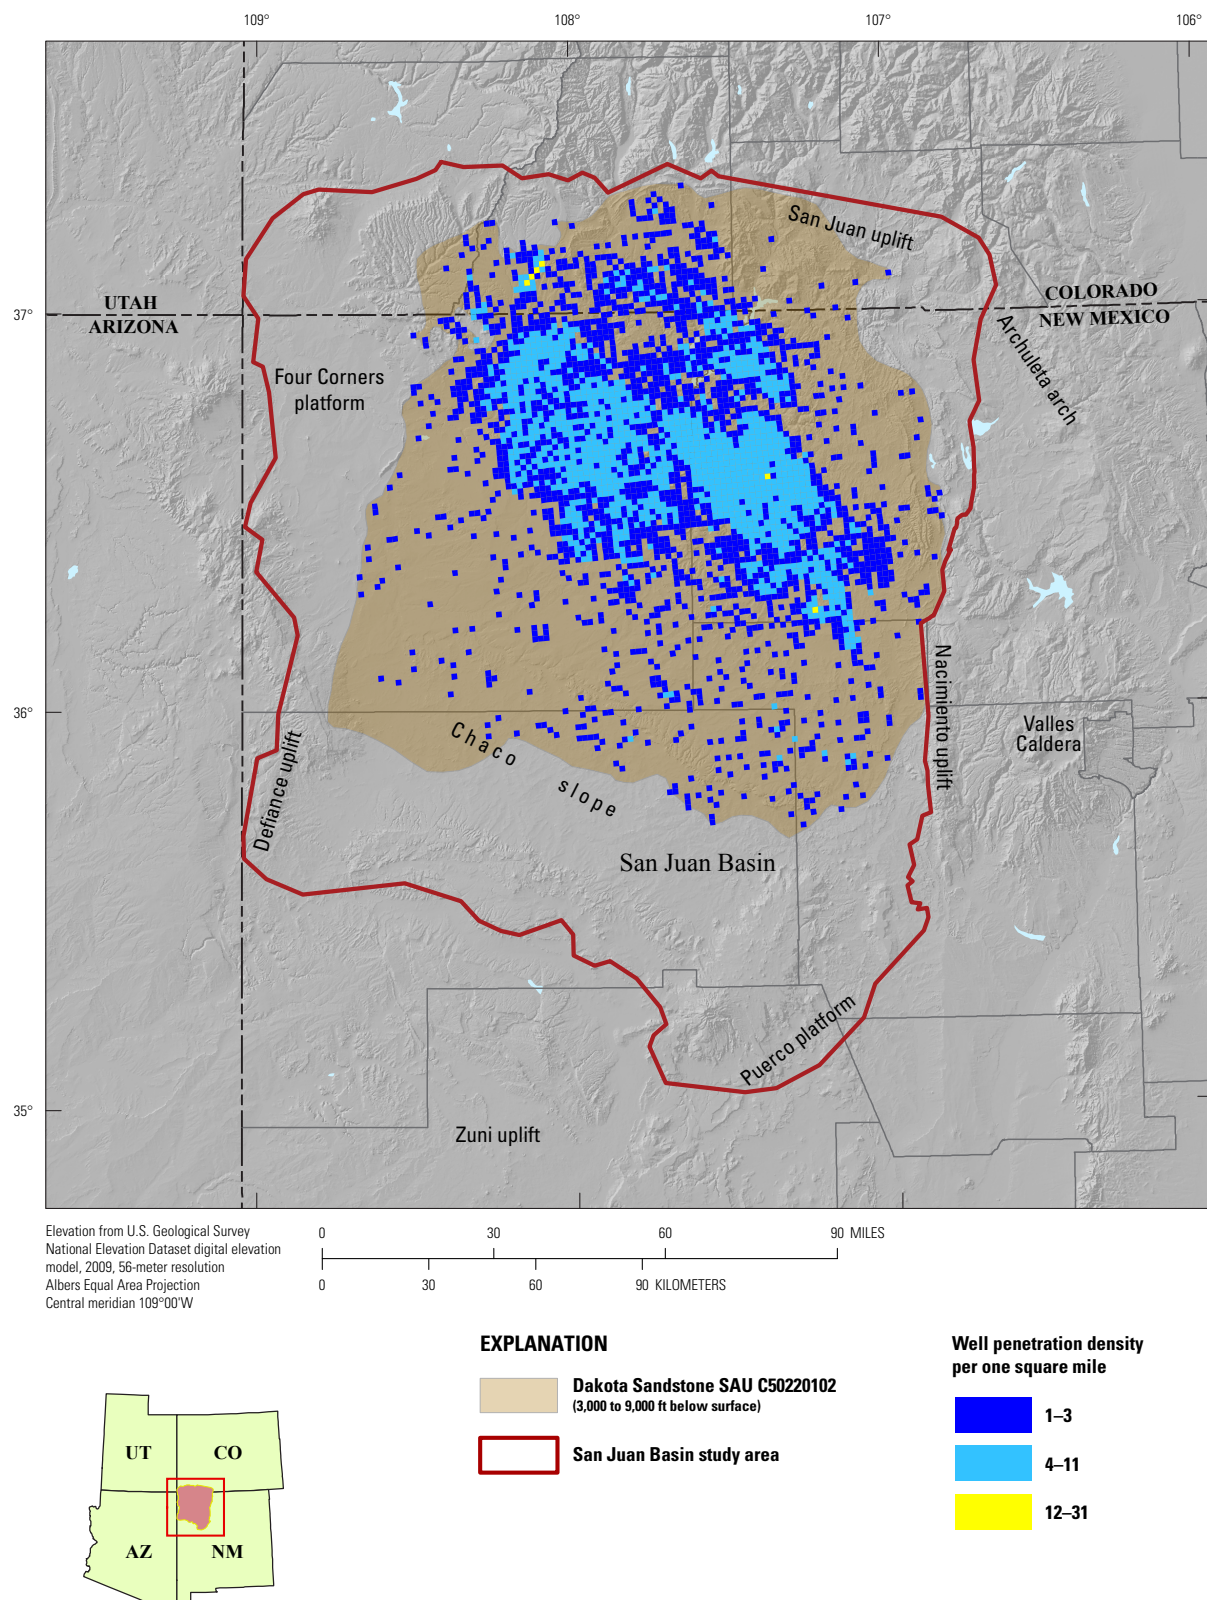 109°
108°
107°
106°
San Juan uplift
UTAH
ARIZONA
COLORADO
NEW MEXICO
37°
Archuleta arch
Four Corners
platform
Nacimiento uplift
36°
Chaco slope
Valles
Caldera
Defiance uplift
San Juan Basin
Puerco platform
35°
Zuni uplift
Elevation from U.S. Geological Survey
National Elevation Dataset digital elevation
model, 2009, 56-meter resolution
Albers Equal Area Projection
Central meridian 109°00'W
0 30 60 90 MILES
0 30 60 90 KILOMETERS
EXPLANATION
Dakota Sandstone SAU C50220102
(3,000 to 9,000 ft below surface)
San Juan Basin study area
Well penetration density
per one square mile
1–3
4–11
12–31
UT
CO
AZ
NM